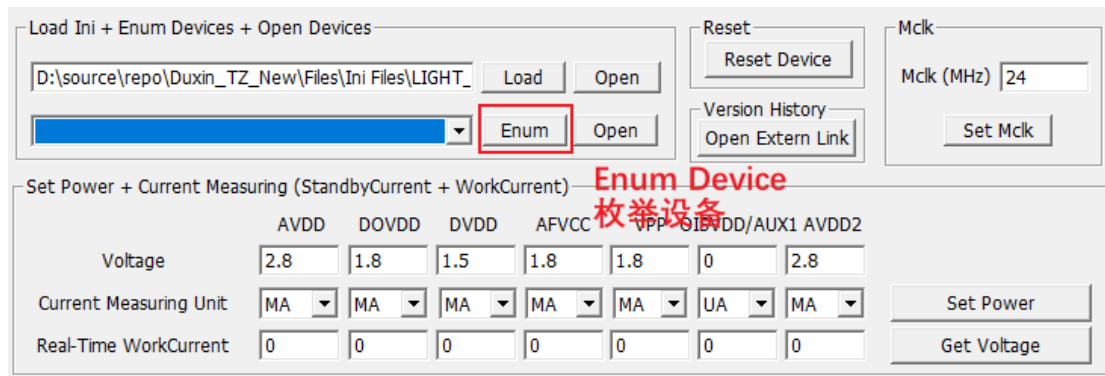 Load Ini + Enum Devices + Open Devices
Reset
Mclk
D:\source\repo\Duxin_TZ_New\Files\Ini Files\LIGHT_
Load
Open
Reset Device
Mclk (MHz) 24
Version History
Enum
Open
Open Extern Link
Set Mclk
Enum Device
枚举设备
Set Power + Current Measuring (StandbyCurrent + WorkCurrent)
AVDD DOVDD DVDD AFVCC VPP OISVDD/AUX1 AVDD2
Voltage 2.8 1.8 1.5 1.8 1.8 0 2.8
Current Measuring Unit MA MA MA MA MA UA MA
Set Power
Real-Time WorkCurrent 0 0 0 0 0 0 0
Get Voltage